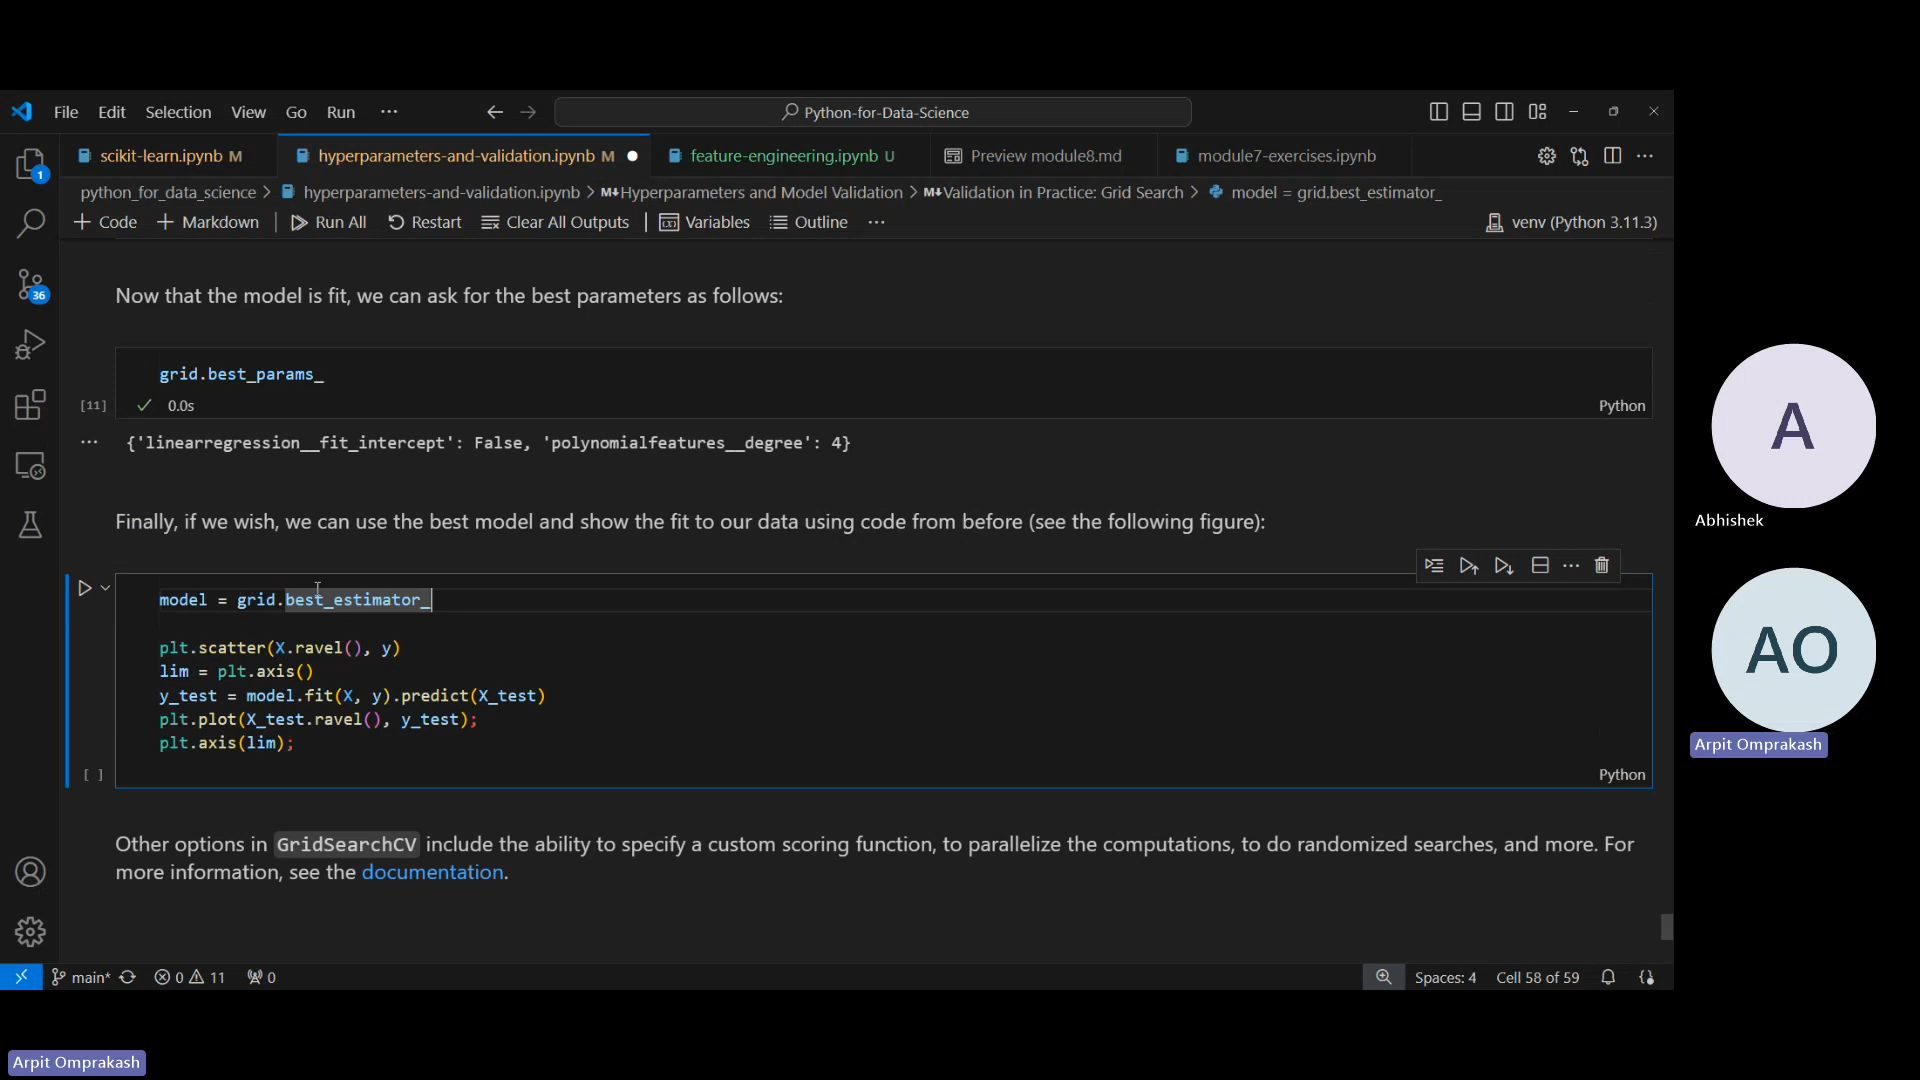 File Edit Selection View Go Run ··· Python-for-Data-Science
scikit-learn.ipynb M hyperparameters-and-validation.ipynb M feature-engineering.ipynb U Preview module8.md module7-exercises.ipynb
python_for_data_science > hyperparameters-and-validation.ipynb > M↓Hyperparameters and Model Validation > M↓Validation in Practice: Grid Search > model = grid.best_estimator_
+ Code + Markdown Run All Restart Clear All Outputs Variables Outline ··· venv (Python 3.11.3)
1
36
Now that the model is fit, we can ask for the best parameters as follows:
grid.best_params_
[11] ✓ 0.0s Python
··· {'linearregression__fit_intercept': False, 'polynomialfeatures__degree': 4}
Finally, if we wish, we can use the best model and show the fit to our data using code from before (see the following figure):
model = grid.best_estimator_
plt.scatter(X.ravel(), y)
lim = plt.axis()
y_test = model.fit(X, y).predict(X_test)
plt.plot(X_test.ravel(), y_test);
plt.axis(lim);
[ ] Python
Other options in GridSearchCV include the ability to specify a custom scoring function, to parallelize the computations, to do randomized searches, and more. For
more information, see the documentation.
main* 0 11 0 Spaces: 4 Cell 58 of 59
A
Abhishek
AO
Arpit Omprakash
Arpit Omprakash